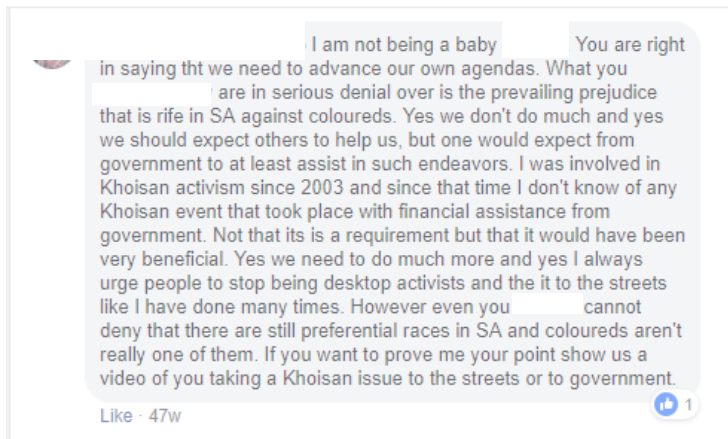 I am not being a baby You are right
in saying tht we need to advance our own agendas. What you
are in serious denial over is the prevailing prejudice
that is rife in SA against coloureds. Yes we don't do much and yes
we should expect others to help us, but one would expect from
government to at least assist in such endeavors. I was involved in
Khoisan activism since 2003 and since that time I don't know of any
Khoisan event that took place with financial assistance from
government. Not that its is a requirement but that it would have been
very beneficial. Yes we need to do much more and yes I always
urge people to stop being desktop activists and the it to the streets
like I have done many times. However even you cannot
deny that there are still preferential races in SA and coloureds aren't
really one of them. If you want to prove me your point show us a
video of you taking a Khoisan issue to the streets or to government.
1
Like · 47w